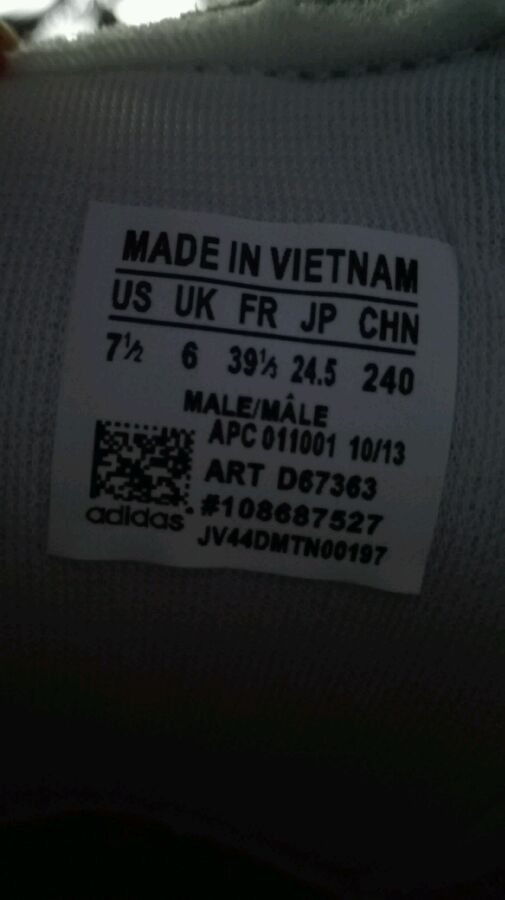 MADE IN VIETNAM
US UK FR JP CHN
7½ 6 39⅓ 24.5 240
MALE/MÂLE
APC 011001 10/13
ART D67363
#108687527
adidas
JV44DMTN00197